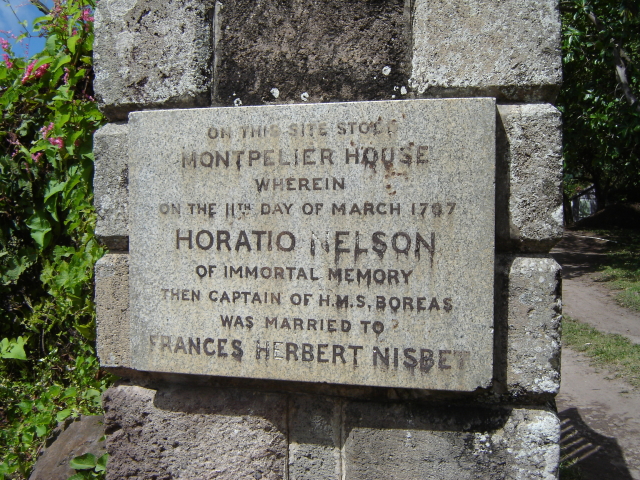 ON THIS SITE STOOD
MONTPELIER HOUSE
WHEREIN
ON THE 11TH DAY OF MARCH 1787
HORATIO NELSON
OF IMMORTAL MEMORY
THEN CAPTAIN OF H.M.S, BOREAS
WAS MARRIED TO
FRANCES HERBERT NISBET